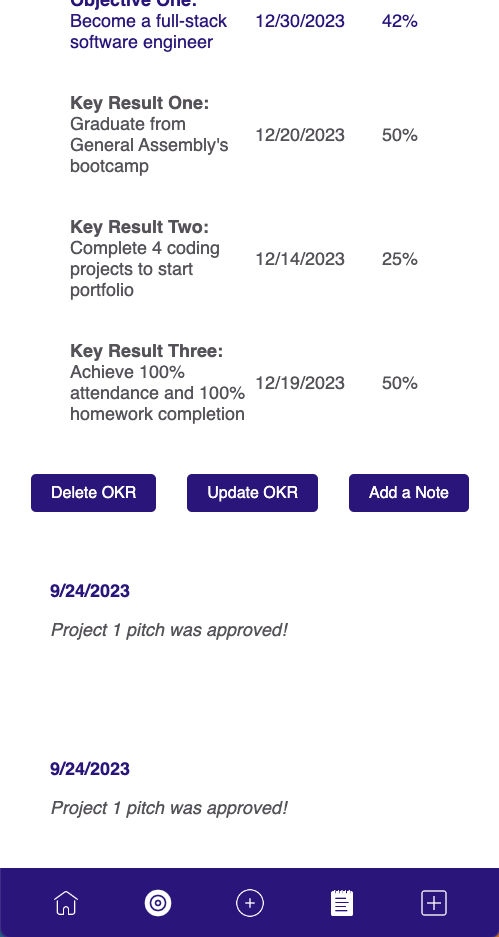 Objective One:
Become a full-stack
software engineer
12/30/2023
42%
Key Result One:
Graduate from
General Assembly's
bootcamp
12/20/2023
50%
Key Result Two:
Complete 4 coding
projects to start
portfolio
12/14/2023
25%
Key Result Three:
Achieve 100%
attendance and 100%
homework completion
12/19/2023
50%
Delete OKR
Update OKR
Add a Note
9/24/2023
Project 1 pitch was approved!
9/24/2023
Project 1 pitch was approved!